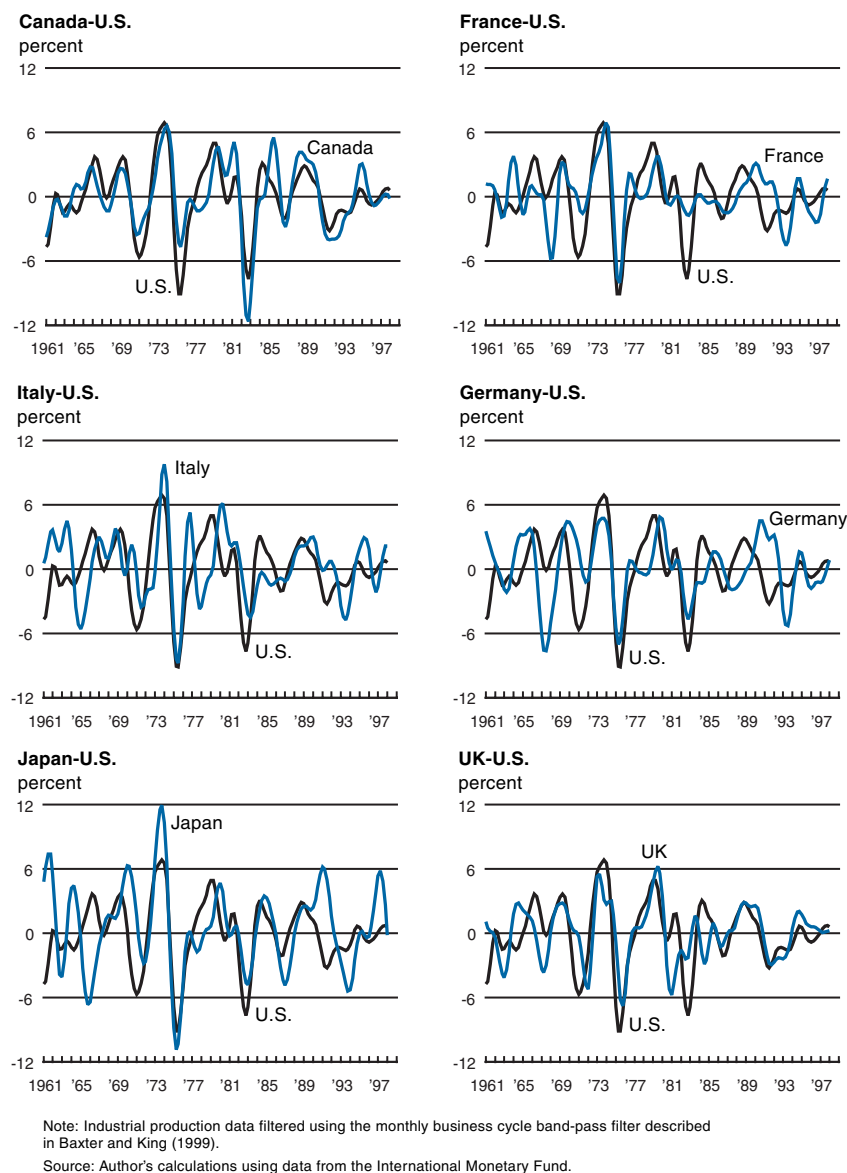 Canada-U.S.
percent
12
6
0
-6
-12
Canada
U.S.
1961 '65 '69 '73 '77 '81 '85 '89 '93 '97
France-U.S.
percent
12
6
0
-6
-12
France
U.S.
1961 '65 '69 '73 '77 '81 '85 '89 '93 '97
Italy-U.S.
percent
12
6
0
-6
-12
Italy
U.S.
1961 '65 '69 '73 '77 '81 '85 '89 '93 '97
Germany-U.S.
percent
12
6
0
-6
-12
Germany
U.S.
1961 '65 '69 '73 '77 '81 '85 '89 '93 '97
Japan-U.S.
percent
12
6
0
-6
-12
Japan
U.S.
1961 '65 '69 '73 '77 '81 '85 '89 '93 '97
UK-U.S.
percent
12
6
0
-6
-12
UK
U.S.
1961 '65 '69 '73 '77 '81 '85 '89 '93 '97
Note: Industrial production data filtered using the monthly business cycle band-pass filter described
in Baxter and King (1999).
Source: Author's calculations using data from the International Monetary Fund.